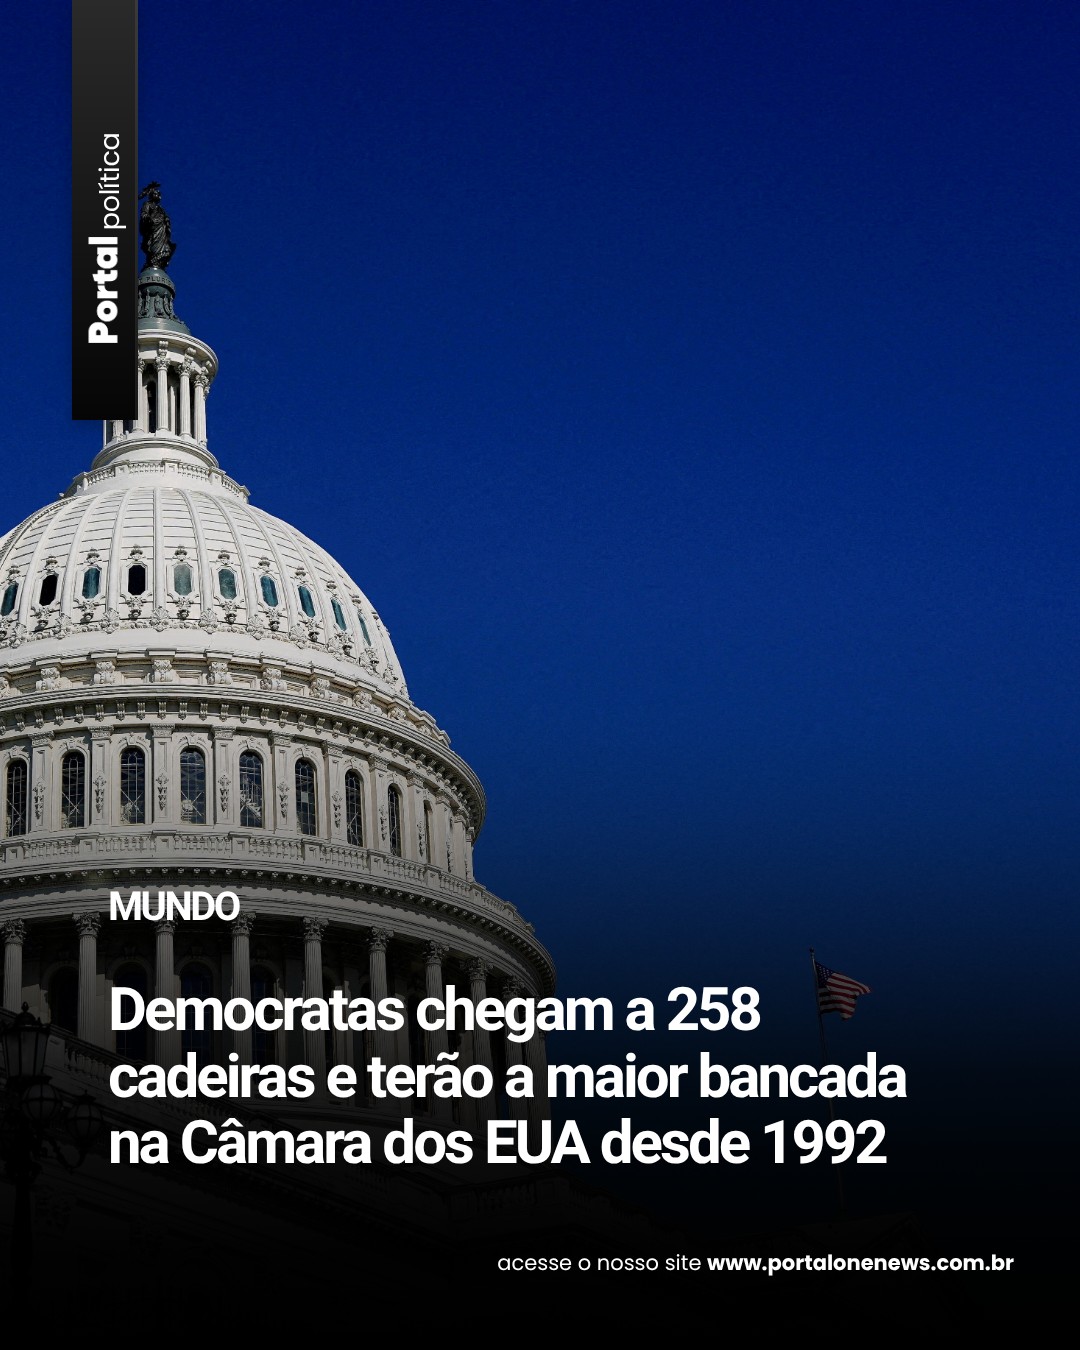 Portal política
MUNDO
Democratas chegam a 258
cadeiras e terão a maior bancada
na Câmara dos EUA desde 1992
acesse o nosso site www.portalonenews.com.br